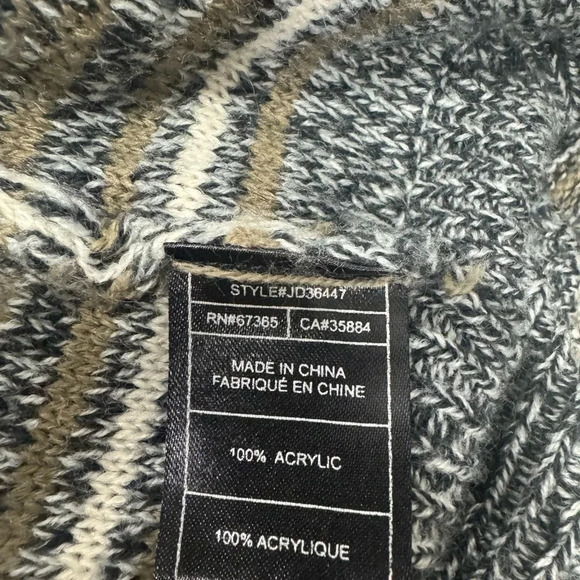 STYLE#JD36447
RN#67365 CA#35884
MADE IN CHINA
FABRIQUÉ EN CHINE
100% ACRYLIC
100% ACRYLIQUE